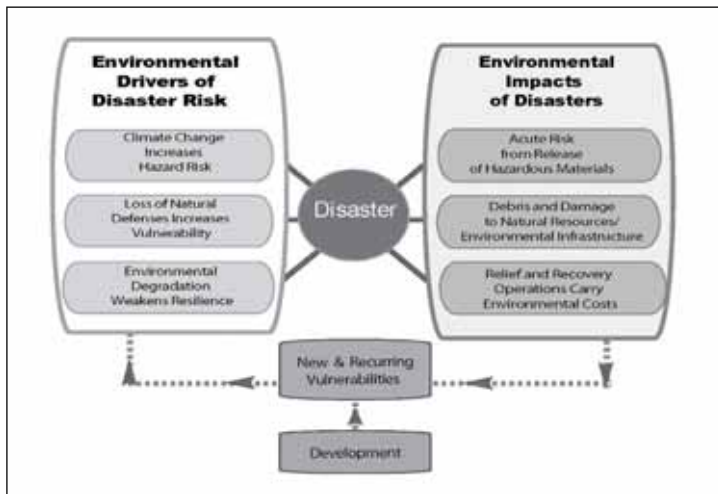 Environmental
Drivers of
Disaster Risk
Climate Change
Increases
Hazard Risk
Loss of Natural
Defenses Increases
Vulnerability
Environmental
Degradation
Weakens Resilience
Disaster
Environmental
Impacts
of Disasters
Acute Risk
from Release
of Hazardous Materials
Debris and Damage
to Natural Resources/
Environmental Infrastructure
Relief and Recovery
Operations Carry
Environmental Costs
New & Recurring
Vulnerabilities
Development